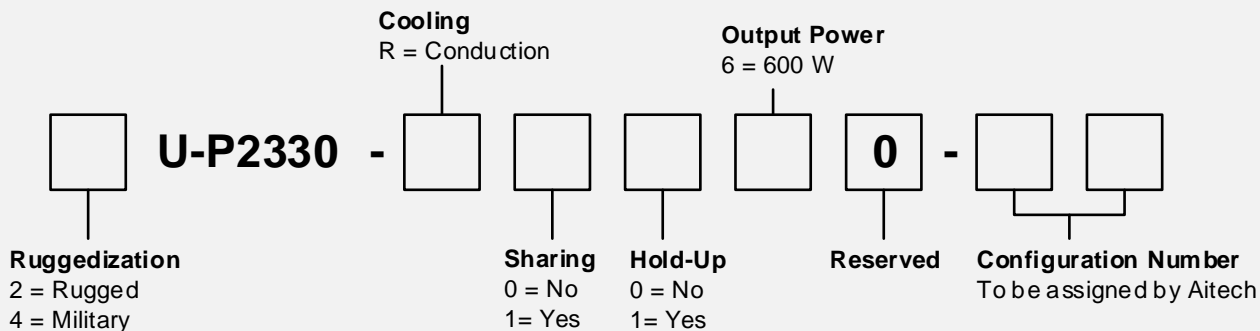 Cooling
R = Conduction
Output Power
6 = 600 W
U-P2330 - 0 -
Ruggedization
2 = Rugged
4 = Military
Sharing
0 = No
1= Yes
Hold-Up
0 = No
1= Yes
Reserved
Configuration Number
To be assigned by Aitech